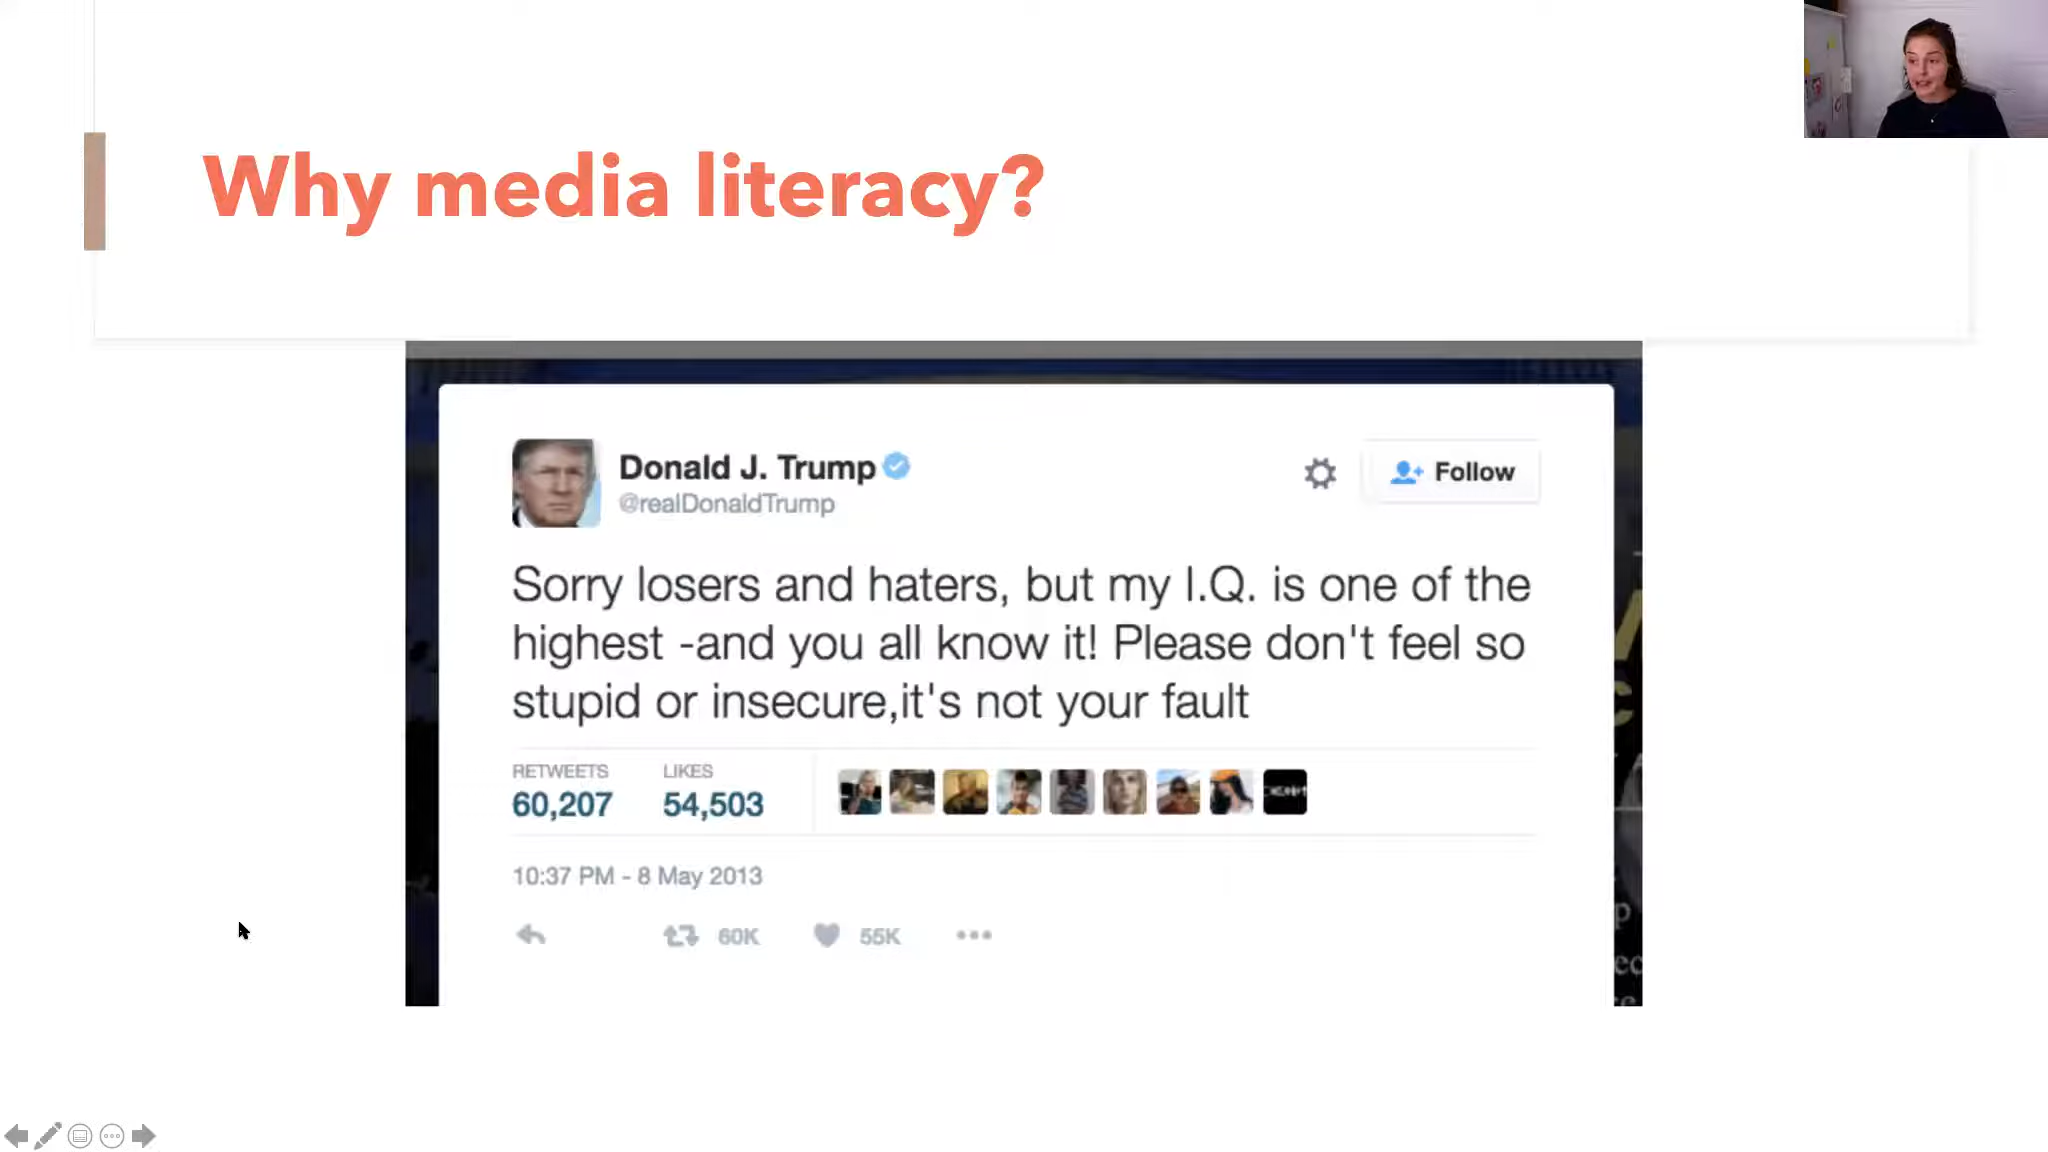 Why media literacy?
Donald J. Trump
@realDonaldTrump
Follow
Sorry losers and haters, but my I.Q. is one of the
highest -and you all know it! Please don't feel so
stupid or insecure,it's not your fault
RETWEETS LIKES
60,207 54,503
10:37 PM - 8 May 2013
60K 55K